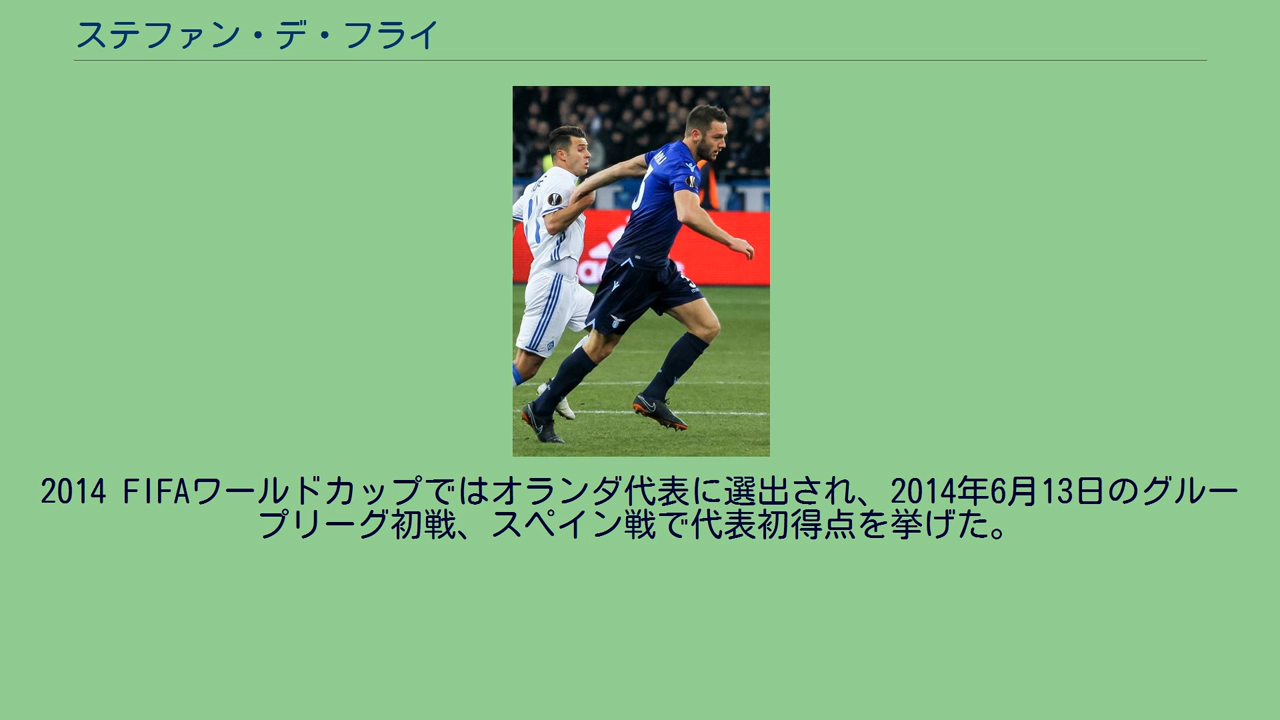 ステファン・デ・フライ
2014 FIFAワールドカップではオランダ代表に選出され、2014年6月13日のグルー
プリーグ初戦、スペイン戦で代表初得点を挙げた。